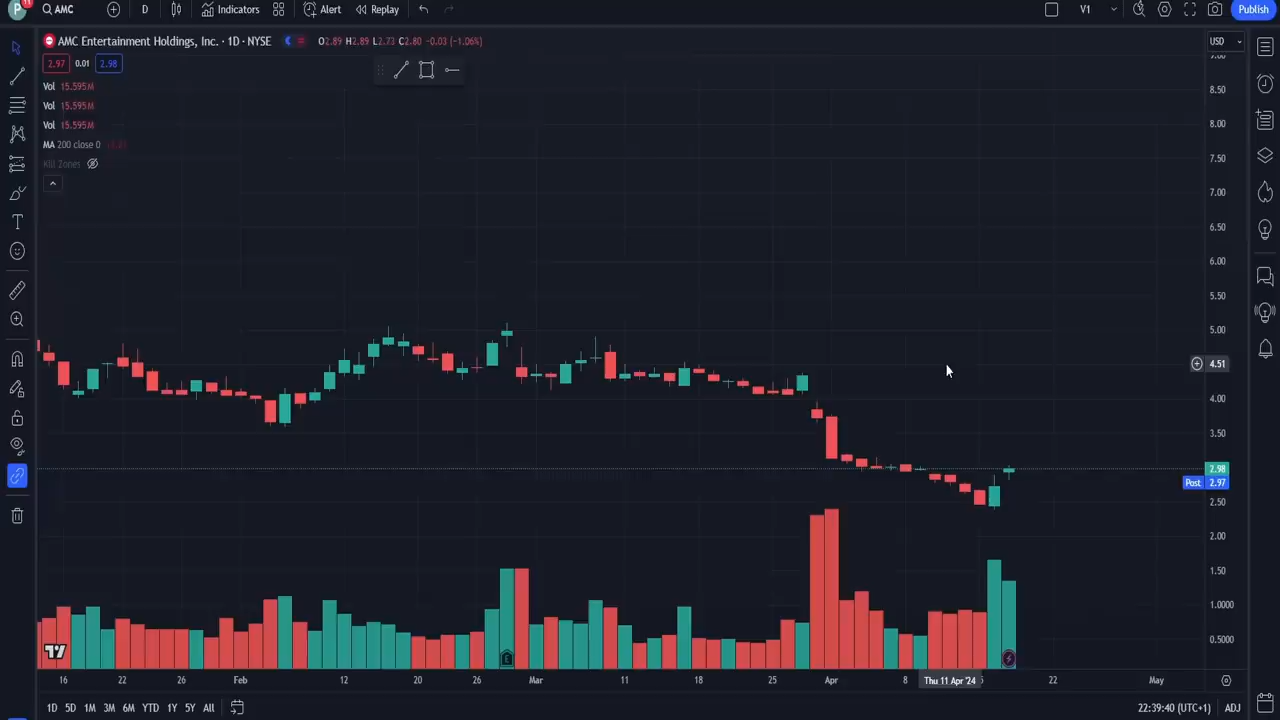 P
11
AMC
D
Indicators
Alert
Replay
V1
Publish
AMC Entertainment Holdings, Inc. · 1D · NYSE
O2.89 H2.89 L2.73 C2.80 -0.03 (-1.06%)
USD
2.97 0.01 2.98
Vol 15.595M
Vol 15.595M
Vol 15.595M
MA 200 close 0
Kill Zones
9.00
8.50
8.00
7.50
7.00
6.50
6.00
5.50
5.00
4.51
4.00
3.50
2.98
Post 2.97
2.50
2.00
1.50
1.0000
0.5000
E
16 22 26 Feb 12 20 26 Mar 11 18 25 Apr 8 Thu 11 Apr '24 22 May
1D 5D 1M 3M 6M YTD 1Y 5Y All
22:39:40 (UTC+1) ADJ